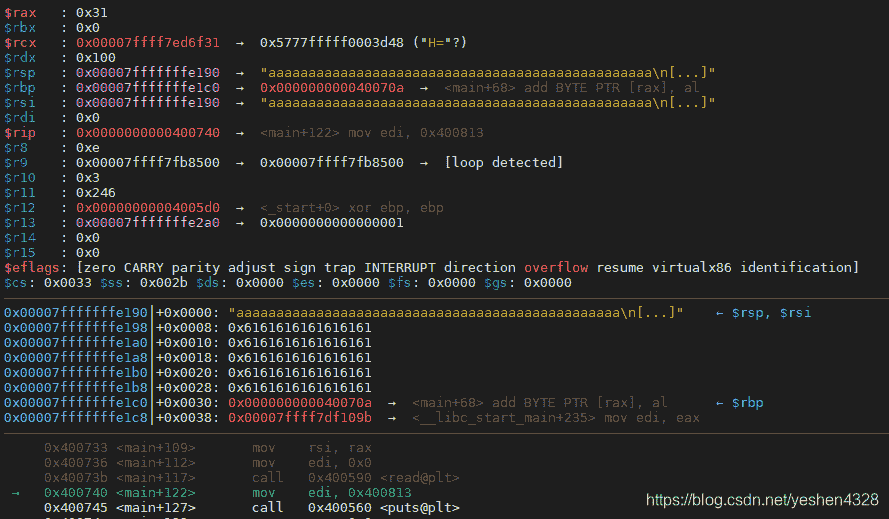 $rax : 0x31
$rbx : 0x0
$rcx : 0x00007ffff7ed6f31 → 0x5777fffff0003d48 ("H="?)
$rdx : 0x100
$rsp : 0x00007fffffffe190 → "aaaaaaaaaaaaaaaaaaaaaaaaaaaaaaaaaaaaaaaaaaaaaaaa\n[...]"
$rbp : 0x00007fffffffe1c0 → 0x000000000040070a → <main+68> add BYTE PTR [rax], al
$rsi : 0x00007fffffffe190 → "aaaaaaaaaaaaaaaaaaaaaaaaaaaaaaaaaaaaaaaaaaaaaaaa\n[...]"
$rdi : 0x0
$rip : 0x0000000000400740 → <main+122> mov edi, 0x400813
$r8 : 0xe
$r9 : 0x00007ffff7fb8500 → 0x00007ffff7fb8500 → [loop detected]
$r10 : 0x3
$r11 : 0x246
$r12 : 0x00000000004005d0 → <_start+0> xor ebp, ebp
$r13 : 0x00007fffffffe2a0 → 0x0000000000000001
$r14 : 0x0
$r15 : 0x0
$eflags: [zero CARRY parity adjust sign trap INTERRUPT direction overflow resume virtualx86 identification]
$cs: 0x0033 $ss: 0x002b $ds: 0x0000 $es: 0x0000 $fs: 0x0000 $gs: 0x0000
0x00007fffffffe190│+0x0000: "aaaaaaaaaaaaaaaaaaaaaaaaaaaaaaaaaaaaaaaaaaaaaaaa\n[...]" ← $rsp, $rsi
0x00007fffffffe198│+0x0008: 0x6161616161616161
0x00007fffffffe1a0│+0x0010: 0x6161616161616161
0x00007fffffffe1a8│+0x0018: 0x6161616161616161
0x00007fffffffe1b0│+0x0020: 0x6161616161616161
0x00007fffffffe1b8│+0x0028: 0x6161616161616161
0x00007fffffffe1c0│+0x0030: 0x000000000040070a → <main+68> add BYTE PTR [rax], al ← $rbp
0x00007fffffffe1c8│+0x0038: 0x00007ffff7df109b → <__libc_start_main+235> mov edi, eax
0x400733 <main+109> mov rsi, rax
0x400736 <main+112> mov edi, 0x0
0x40073b <main+117> call 0x400590 <read@plt>
→ 0x400740 <main+122> mov edi, 0x400813
0x400745 <main+127> call 0x400560 <puts@plt>
https://blog.csdn.net/yeshen4328